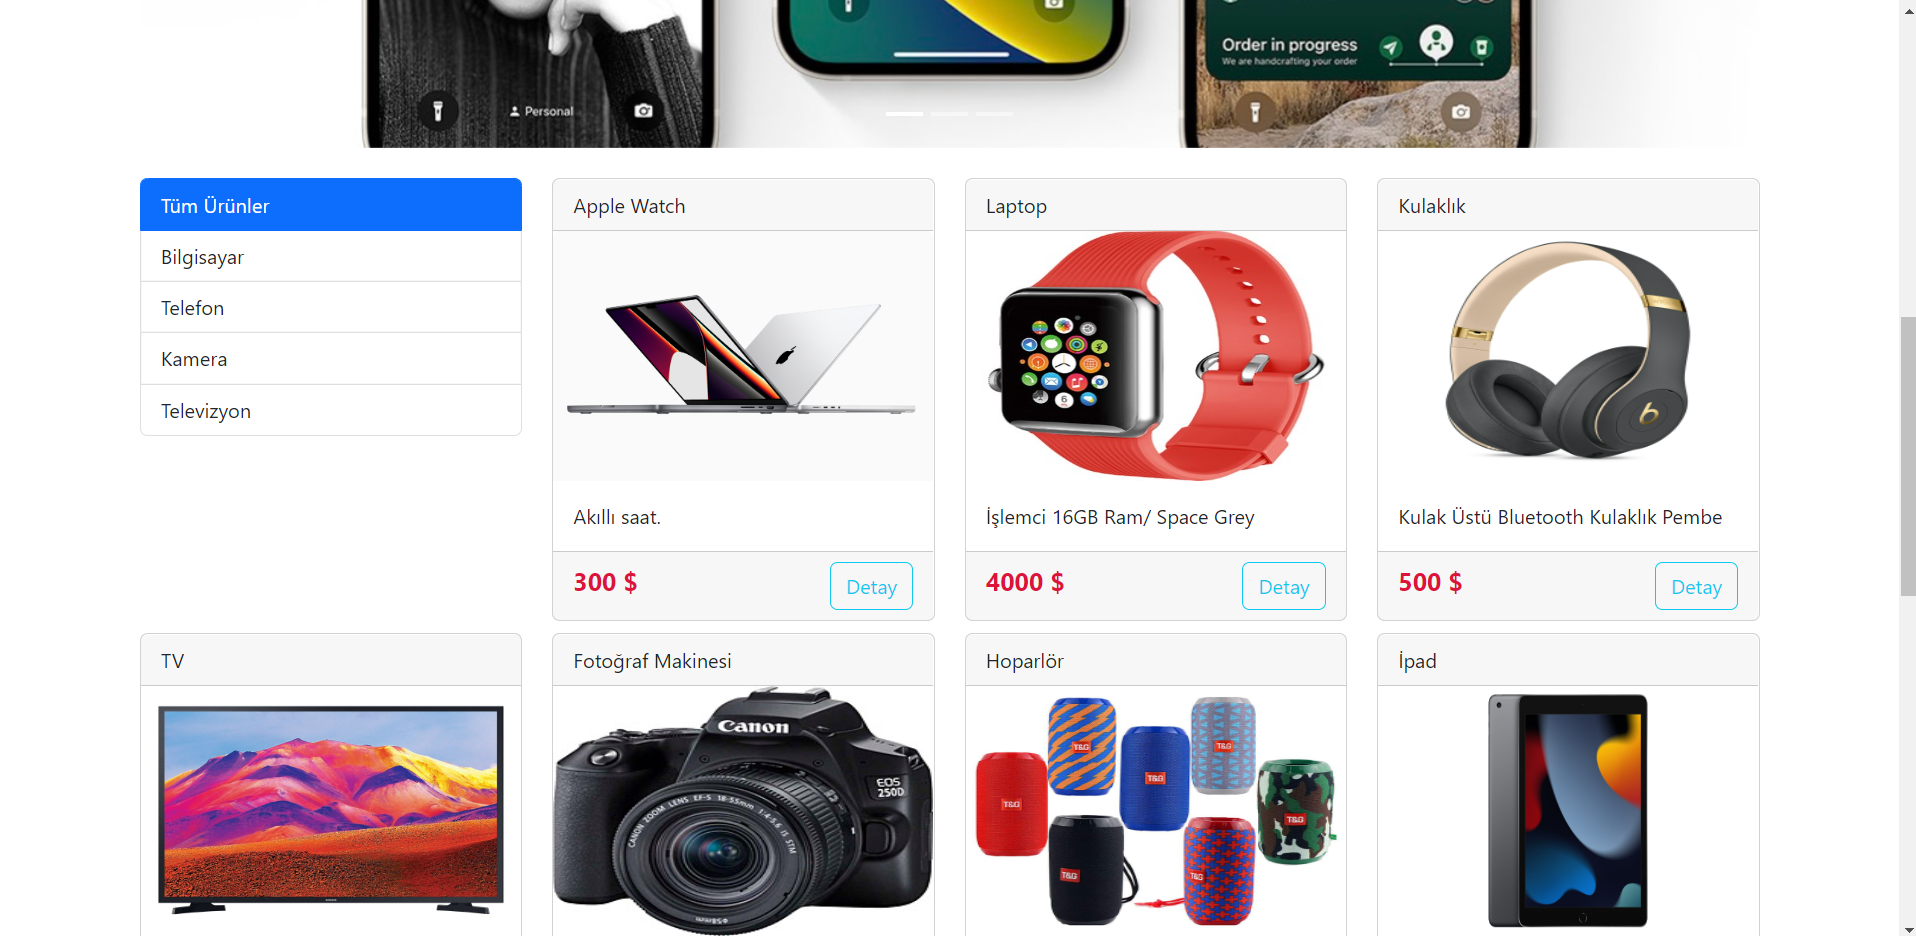 Order in progress
We are handcrafting your order
Personal
Tüm Ürünler
Bilgisayar
Telefon
Kamera
Televizyon
Apple Watch
Akıllı saat.
300 $
Detay
Laptop
6
İşlemci 16GB Ram/ Space Grey
4000 $
Detay
Kulaklık
b
Kulak Üstü Bluetooth Kulaklık Pembe
500 $
Detay
TV
Fotoğraf Makinesi
Canon
EOS
250D
CANON ZOOM LENS EF-S 18-55mm 1:4-5.6 IS STM
⌀58mm
Hoparlör
T&G
T&G
T&G
T&G
T&G
T&G
T&G
İpad